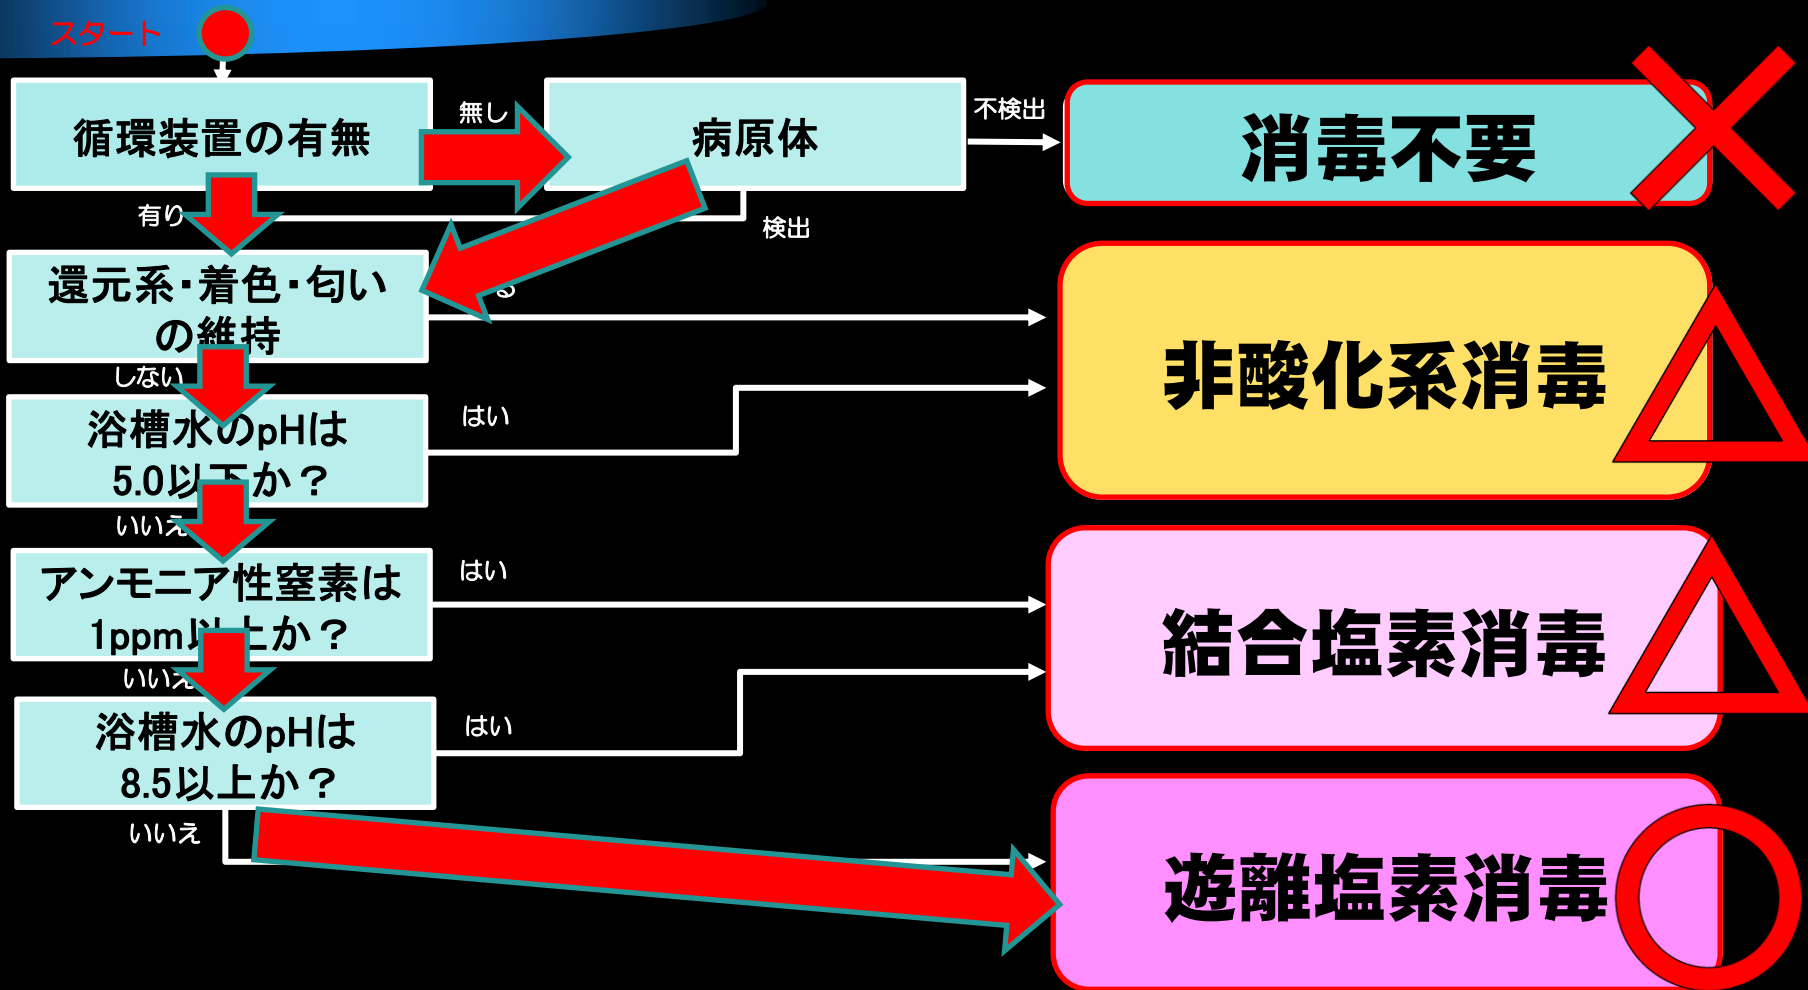 スタート
循環装置の有無
無し
病原体
不検出
消毒不要
有り
検出
還元系・着色・匂い
の維持
る
非酸化系消毒
しない
浴槽水のpHは
5.0以下か？
はい
いいえ
アンモニア性窒素は
1ppm以上か？
はい
結合塩素消毒
いいえ
浴槽水のpHは
8.5以上か？
はい
いいえ
遊離塩素消毒